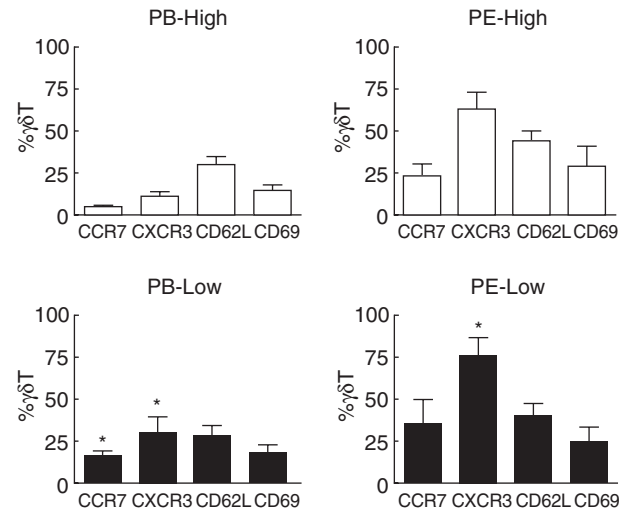 PB-High
%γδT
100
75
50
25
0
CCR7 CXCR3 CD62L CD69
PE-High
%γδT
100
75
50
25
0
CCR7 CXCR3 CD62L CD69
PB-Low
%γδT
100
75
50
25
0
*
*
CCR7 CXCR3 CD62L CD69
PE-Low
%γδT
100
75
50
25
0
*
CCR7 CXCR3 CD62L CD69